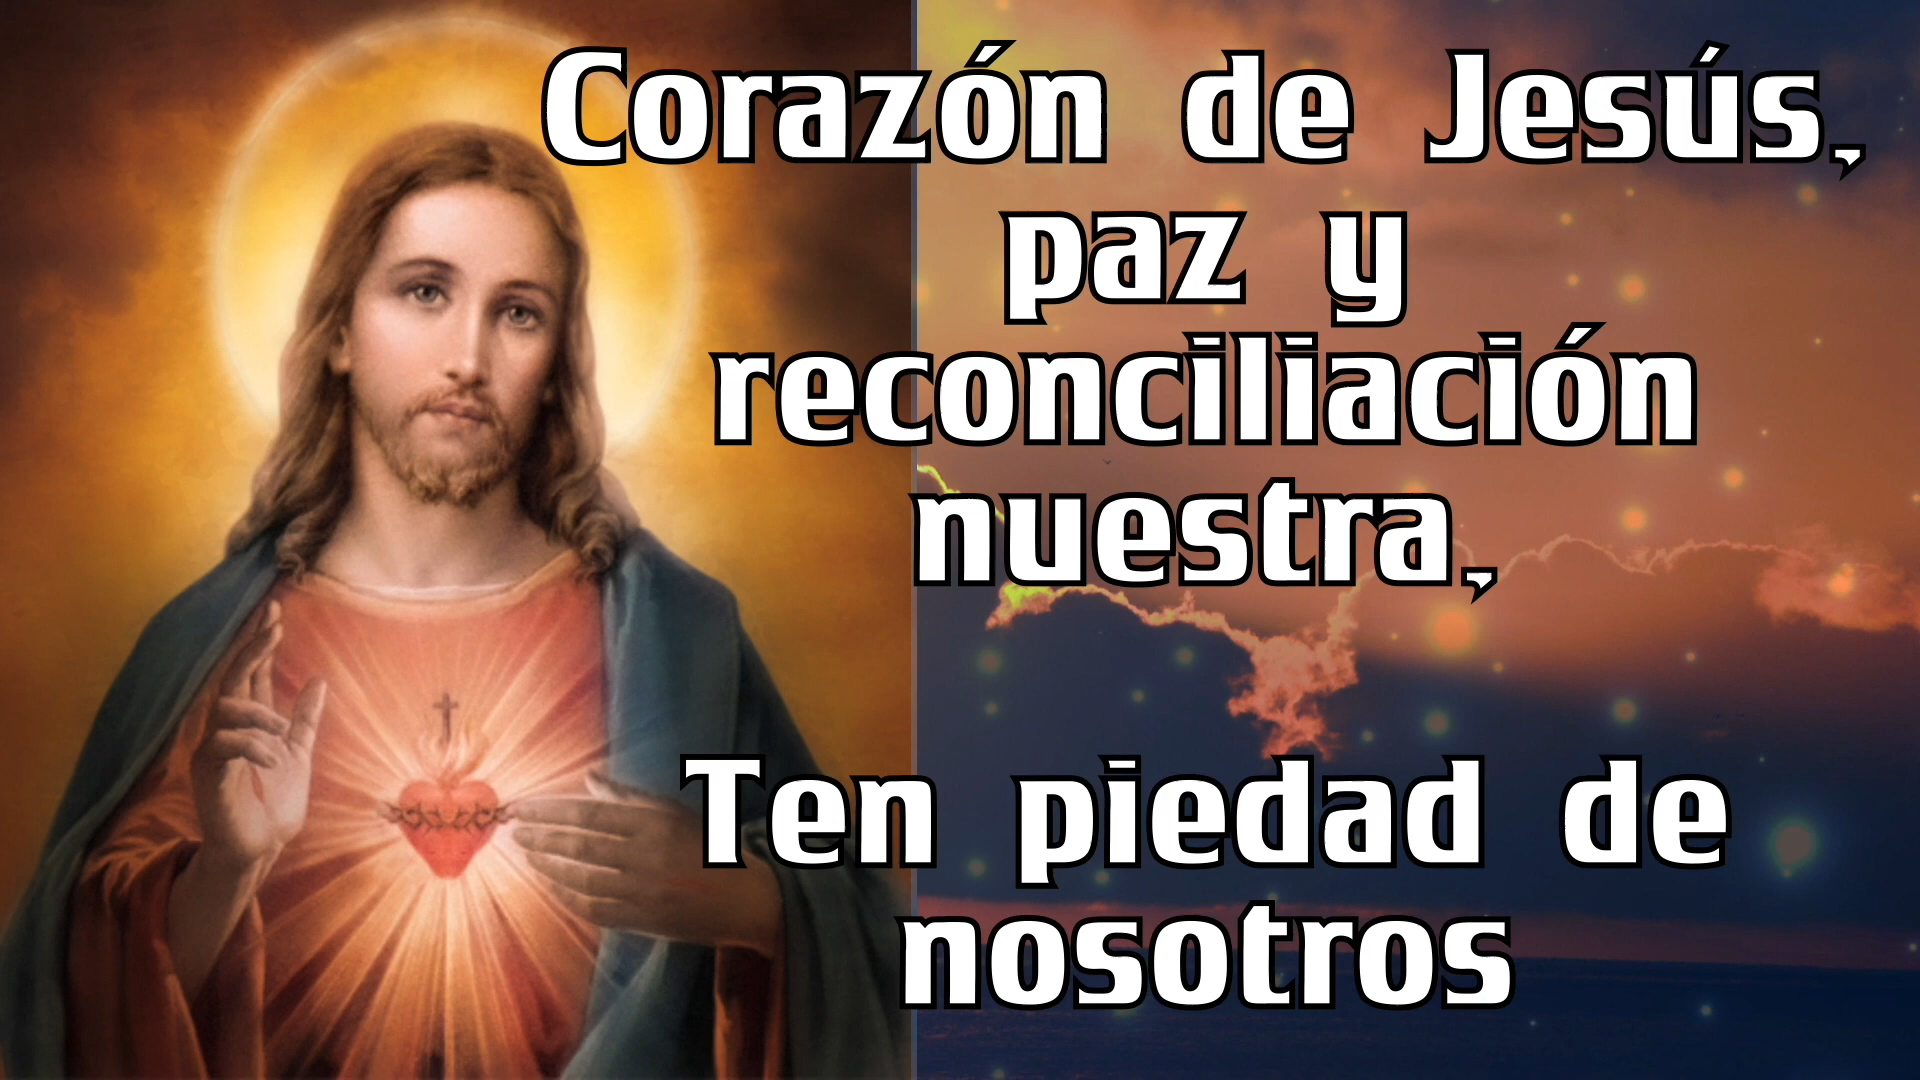 Corazón de Jesús,
paz y
reconciliación
nuestra,
Ten piedad de
nosotros